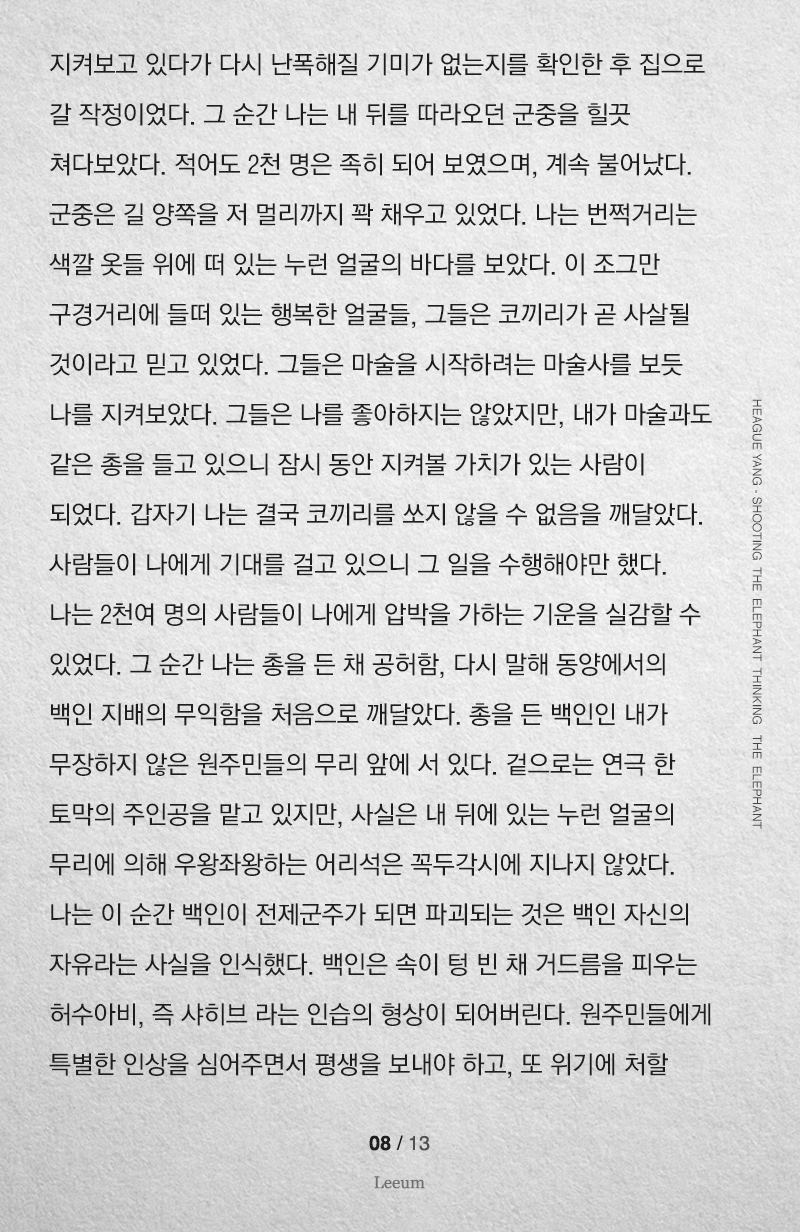 지켜보고 있다가 다시 난폭해질 기미가 없는지를 확인한 후 집으로
갈 작정이었다. 그 순간 나는 내 뒤를 따라오던 군중을 힐끗
쳐다보았다. 적어도 2천 명은 족히 되어 보였으며, 계속 불어났다.
군중은 길 양쪽을 저 멀리까지 꽉 채우고 있었다. 나는 번쩍거리는
색깔 옷들 위에 떠 있는 누런 얼굴의 바다를 보았다. 이 조그만
구경거리에 들떠 있는 행복한 얼굴들, 그들은 코끼리가 곧 사살될
것이라고 믿고 있었다. 그들은 마술을 시작하려는 마술사를 보듯
나를 지켜보았다. 그들은 나를 좋아하지는 않았지만, 내가 마술과도
같은 총을 들고 있으니 잠시 동안 지켜볼 가치가 있는 사람이
되었다. 갑자기 나는 결국 코끼리를 쏘지 않을 수 없음을 깨달았다.
사람들이 나에게 기대를 걸고 있으니 그 일을 수행해야만 했다.
나는 2천여 명의 사람들이 나에게 압박을 가하는 기운을 실감할 수
있었다. 그 순간 나는 총을 든 채 공허함, 다시 말해 동양에서의
백인 지배의 무익함을 처음으로 깨달았다. 총을 든 백인인 내가
무장하지 않은 원주민들의 무리 앞에 서 있다. 겉으로는 연극 한
토막의 주인공을 맡고 있지만, 사실은 내 뒤에 있는 누런 얼굴의
무리에 의해 우왕좌왕하는 어리석은 꼭두각시에 지나지 않았다.
나는 이 순간 백인이 전제군주가 되면 파괴되는 것은 백인 자신의
자유라는 사실을 인식했다. 백인은 속이 텅 빈 채 거드름을 피우는
허수아비, 즉 샤히브 라는 인습의 형상이 되어버린다. 원주민들에게
특별한 인상을 심어주면서 평생을 보내야 하고, 또 위기에 처할
HEAGUE YANG - SHOOTING THE ELEPHANT THINKING THE ELEPHANT
08 / 13
Leeum